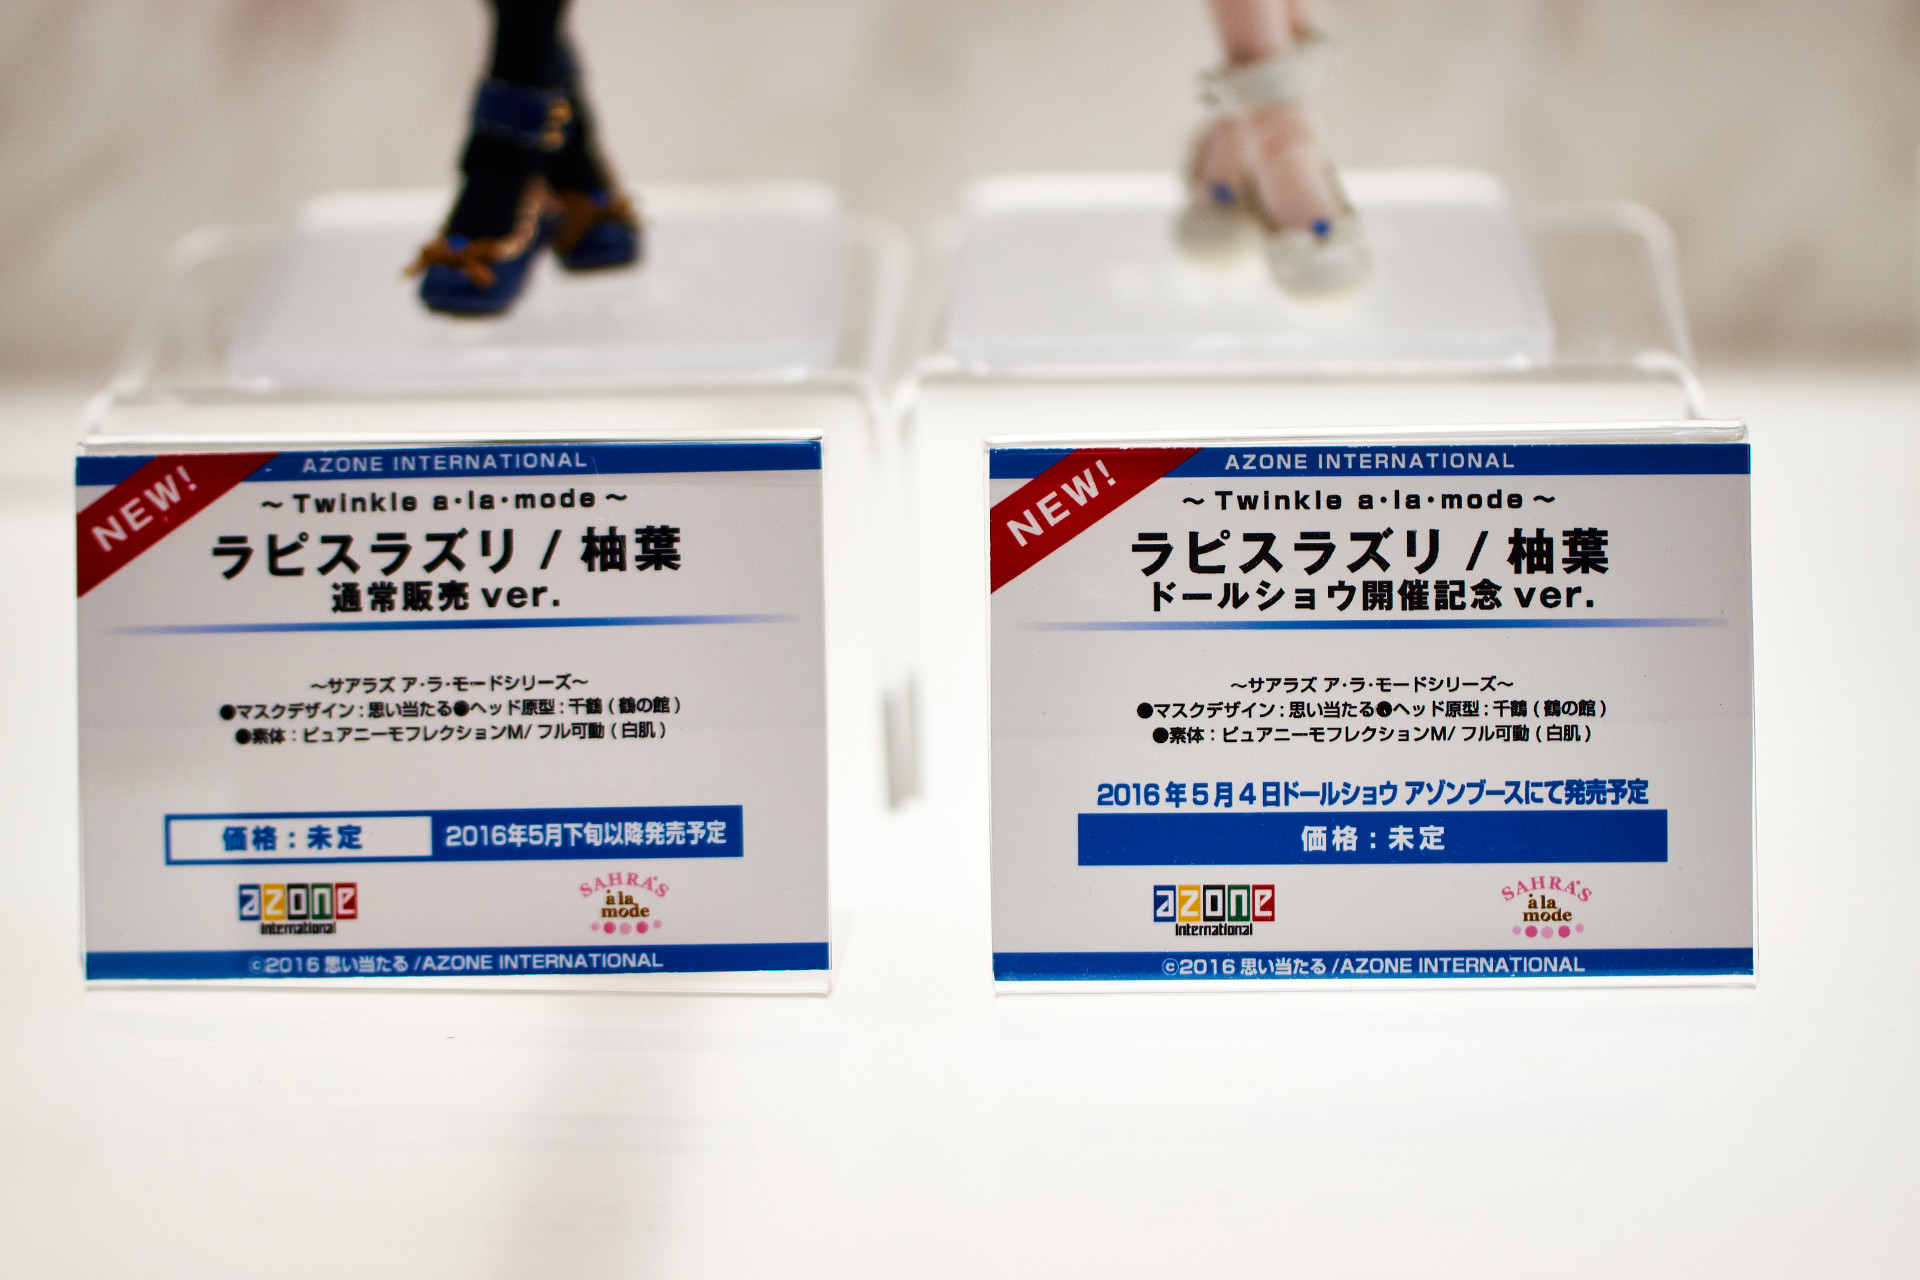 AZONE INTERNATIONAL
NEW!
～Twinkle a・la・mode～
ラピスラズリ / 柚葉
通常販売 ver.
～サアラズ ア・ラ・モードシリーズ～
●マスクデザイン：思い当たる●ヘッド原型：千鶴 ( 鶴の館 )
●素体：ピュアニーモフレクションM/ フル可動 ( 白肌 )
価格：未定
2016年5月下旬以降発売予定
azone
international
SAHRA'S
à la
mode
©2016 思い当たる /AZONE INTERNATIONAL
AZONE INTERNATIONAL
NEW!
～Twinkle a・la・mode～
ラピスラズリ / 柚葉
ドールショウ開催記念 ver.
～サアラズ ア・ラ・モードシリーズ～
●マスクデザイン：思い当たる●ヘッド原型：千鶴 ( 鶴の館 )
●素体：ピュアニーモフレクションM/ フル可動 ( 白肌 )
2016年5月4日ドールショウ アゾンブースにて発売予定
価格：未定
azone
international
SAHRA'S
à la
mode
©2016 思い当たる /AZONE INTERNATIONAL